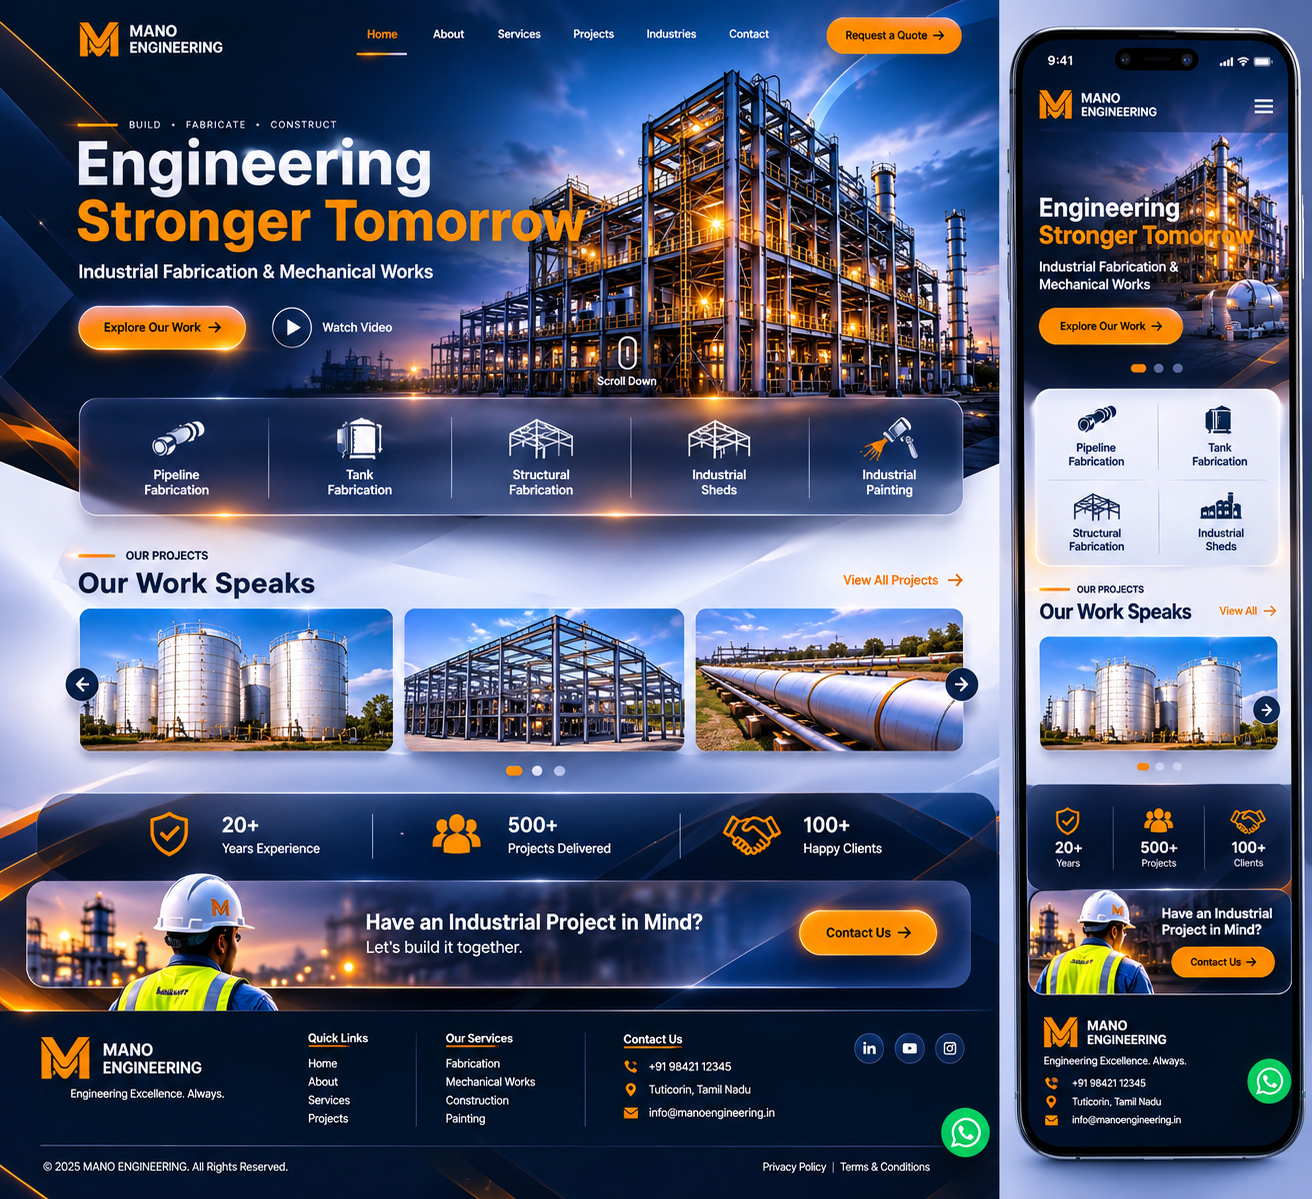 MANO
ENGINEERING
Home
About
Services
Projects
Industries
Contact
Request a Quote →
BUILD • FABRICATE • CONSTRUCT
Engineering
Stronger Tomorrow
Industrial Fabrication & Mechanical Works
Explore Our Work →
Watch Video
Scroll Down
Pipeline
Fabrication
Tank
Fabrication
Structural
Fabrication
Industrial
Sheds
Industrial
Painting
OUR PROJECTS
Our Work Speaks
View All Projects →
20+
Years Experience
500+
Projects Delivered
100+
Happy Clients
Have an Industrial Project in Mind?
Let's build it together.
Contact Us →
MANO
ENGINEERING
Engineering Excellence. Always.
Quick Links
Home
About
Services
Projects
Our Services
Fabrication
Mechanical Works
Construction
Painting
Contact Us
+91 98421 12345
Tuticorin, Tamil Nadu
info@manoengineering.in
in
© 2025 MANO ENGINEERING. All Rights Reserved.
Privacy Policy | Terms & Conditions
9:41
MANO
ENGINEERING
Engineering
Stronger Tomorrow
Industrial Fabrication &
Mechanical Works
Explore Our Work →
Pipeline
Fabrication
Tank
Fabrication
Structural
Fabrication
Industrial
Sheds
OUR PROJECTS
Our Work Speaks
View All →
20+
Years
500+
Projects
100+
Clients
Have an Industrial
Project in Mind?
Contact Us →
MANO
ENGINEERING
Engineering Excellence. Always.
+91 98421 12345
Tuticorin, Tamil Nadu
info@manoengineering.in